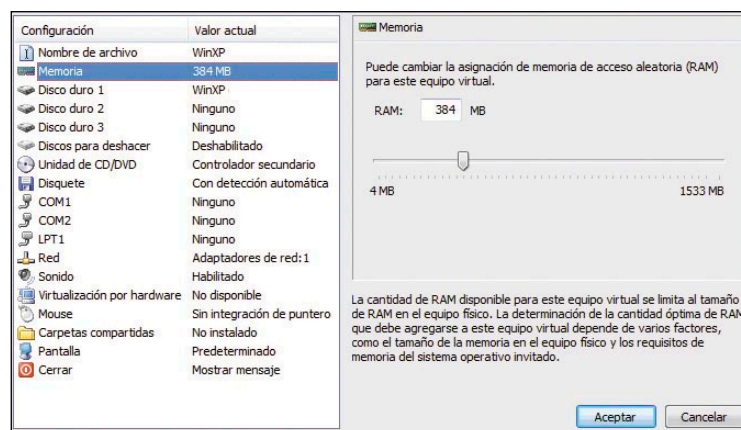 Configuración Valor actual
Nombre de archivo WinXP
Memoria 384 MB
Disco duro 1 WinXP
Disco duro 2 Ninguno
Disco duro 3 Ninguno
Discos para deshacer Deshabilitado
Unidad de CD/DVD Controlador secundario
Disquete Con detección automática
COM1 Ninguno
COM2 Ninguno
LPT1 Ninguno
Red Adaptadores de red:1
Sonido Habilitado
Virtualización por hardware No disponible
Mouse Sin integración de puntero
Carpetas compartidas No instalado
Pantalla Predeterminado
Cerrar Mostrar mensaje
Memoria
Puede cambiar la asignación de memoria de acceso aleatoria (RAM)
para este equipo virtual.
RAM: 384 MB
4 MB 1533 MB
La cantidad de RAM disponible para este equipo virtual se limita al tamaño
de RAM en el equipo físico. La determinación de la cantidad óptima de RAM
que debe agregarse a este equipo virtual depende de varios factores,
como el tamaño de la memoria en el equipo físico y los requisitos de
memoria del sistema operativo invitado.
Aceptar Cancelar